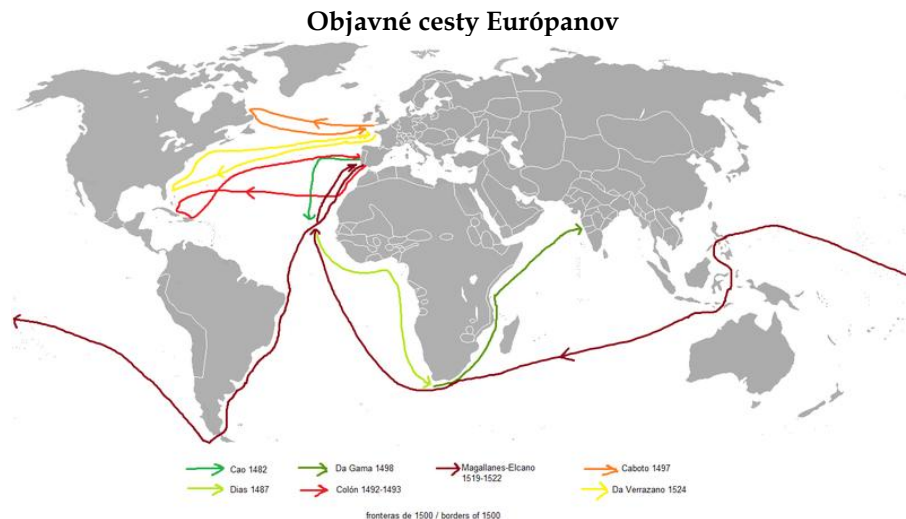 Objavné cesty Európanov
Cao 1482
Da Gama 1498
Magallanes-Elcano
1519-1522
Caboto 1497
Dias 1487
Colón 1492-1493
Da Verrazano 1524
fronteras de 1500 / borders of 1500